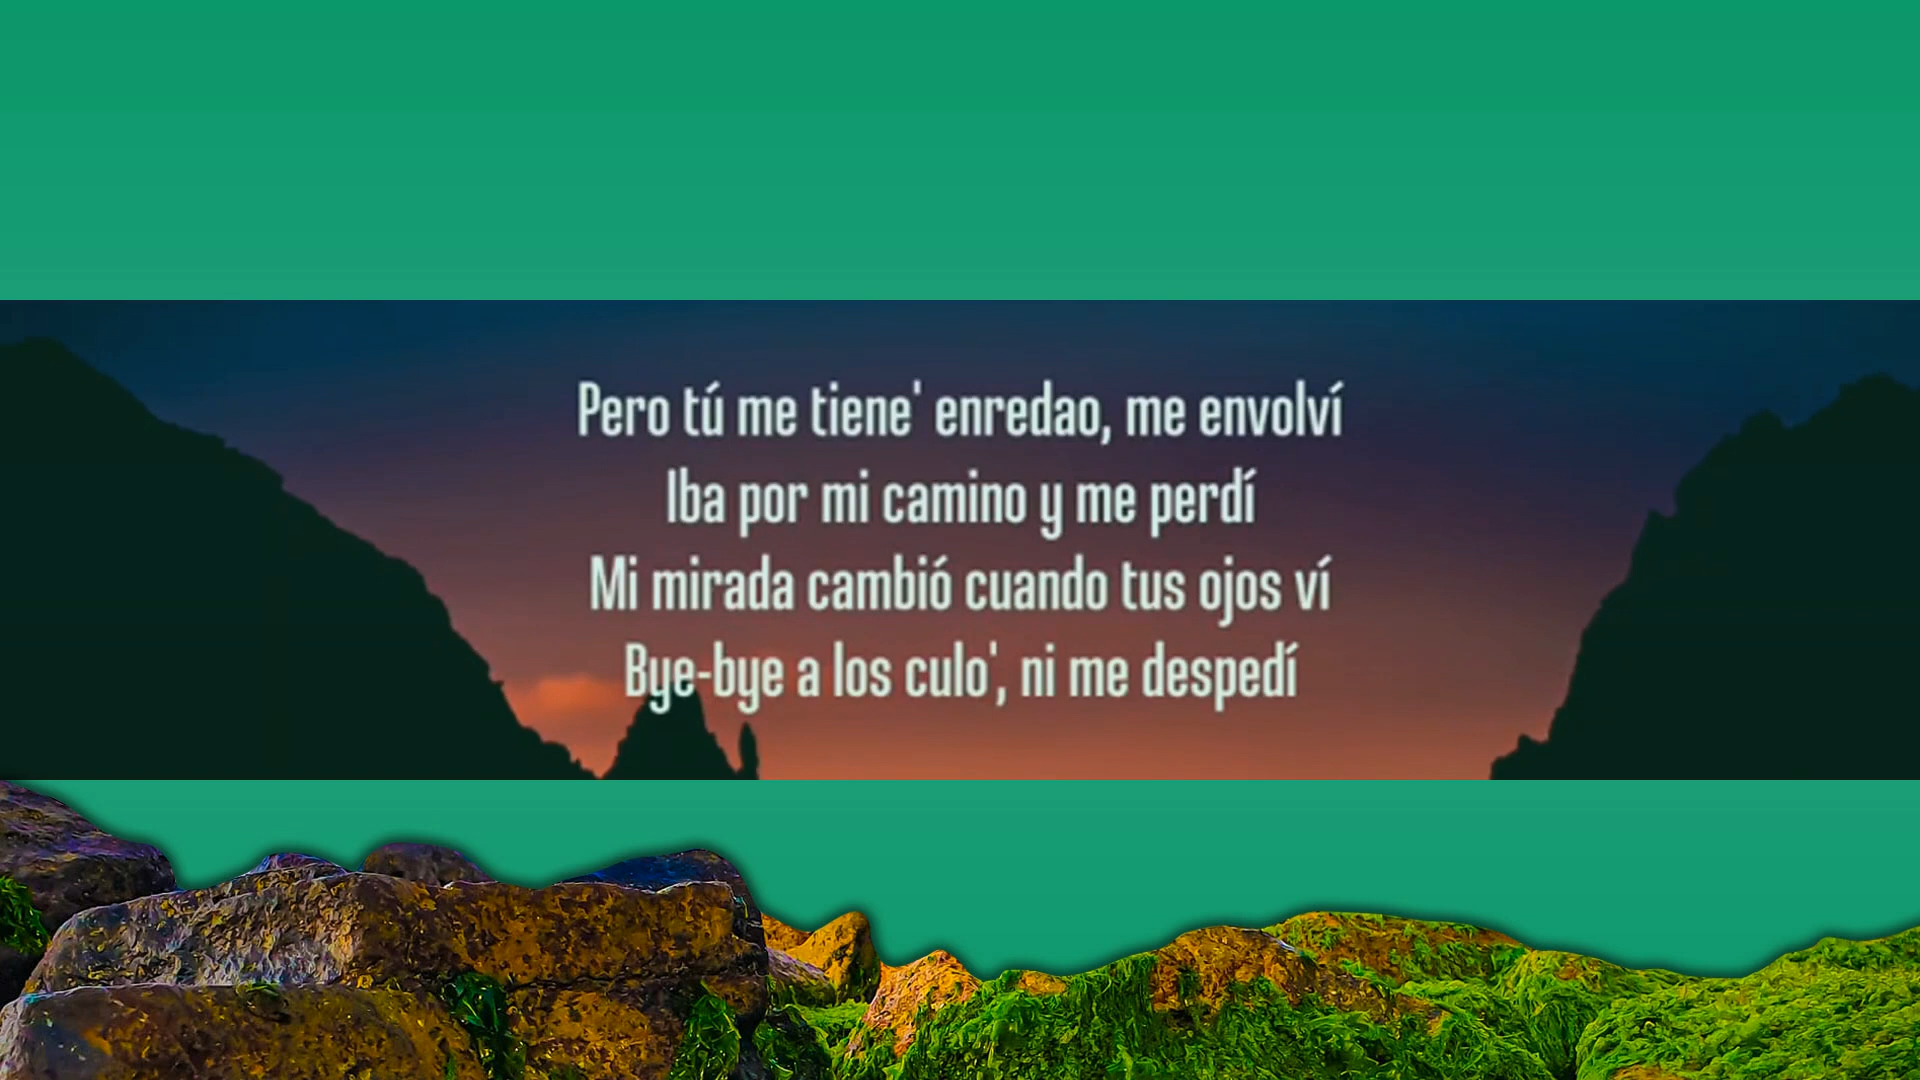 Pero tú me tiene' enredao, me envolví
Iba por mi camino y me perdí
Mi mirada cambió cuando tus ojos ví
Bye-bye a los culo', ni me despedí